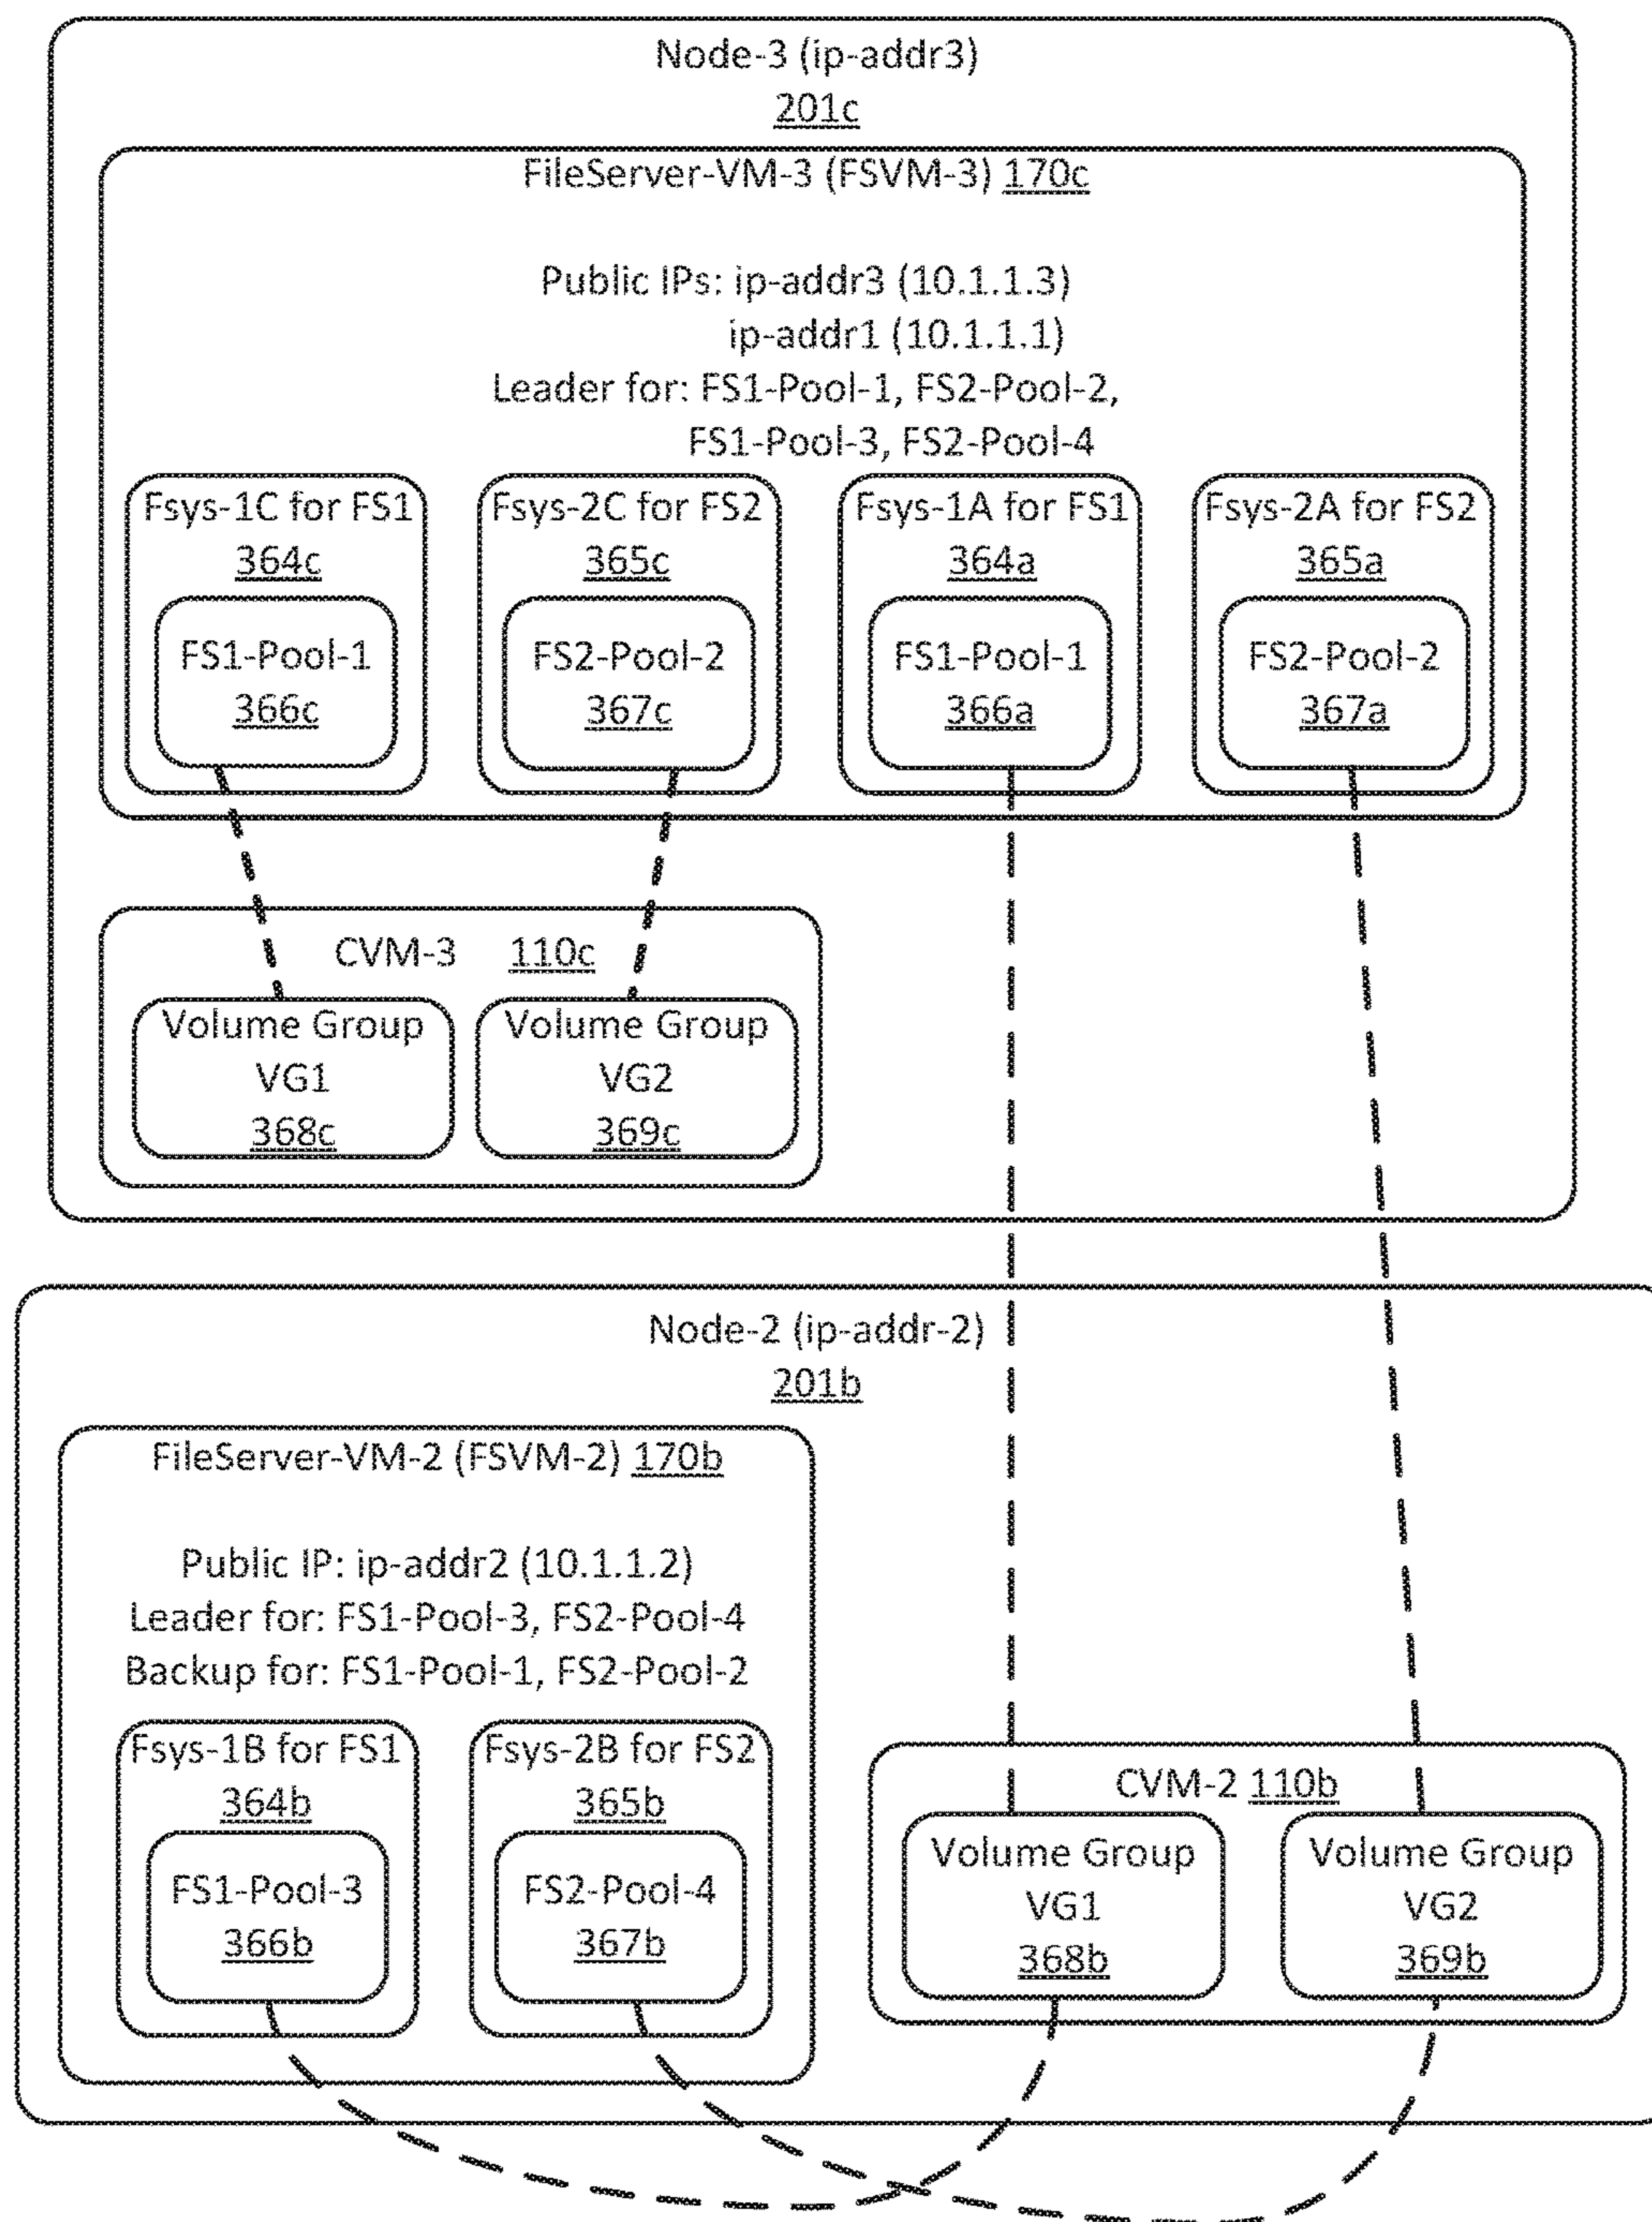 Node-3 (ip-addr3)
201c
FileServer-VM-3 (FSVM-3) 170c
Public IPs: ip-addr3 (10.1.1.3)
ip-addr1 (10.1.1.1)
Leader for: FS1-Pool-1, FS2-Pool-2,
FS1-Pool-3, FS2-Pool-4
Fsys-1C for FS1
364c
FS1-Pool-1
366c
Fsys-2C for FS2
365c
FS2-Pool-2
367c
Fsys-1A for FS1
364a
FS1-Pool-1
366a
Fsys-2A for FS2
365a
FS2-Pool-2
367a
CVM-3 110c
Volume Group
VG1
368c
Volume Group
VG2
369c
Node-2 (ip-addr-2)
201b
FileServer-VM-2 (FSVM-2) 170b
Public IP: ip-addr2 (10.1.1.2)
Leader for: FS1-Pool-3, FS2-Pool-4
Backup for: FS1-Pool-1, FS2-Pool-2
Fsys-1B for FS1
364b
FS1-Pool-3
366b
Fsys-2B for FS2
365b
FS2-Pool-4
367b
CVM-2 110b
Volume Group
VG1
368b
Volume Group
VG2
369b